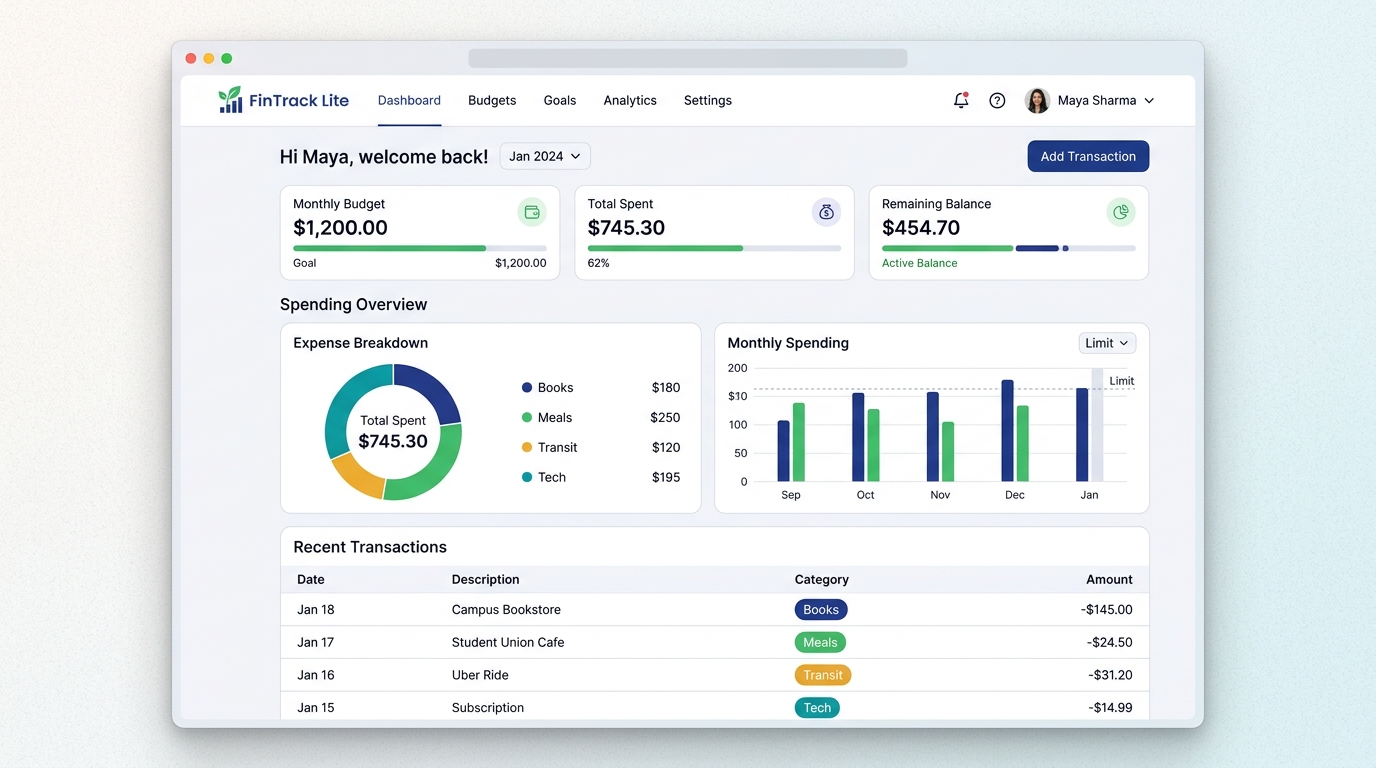 FinTrack Lite Dashboard Budgets Goals Analytics Settings Maya Sharma
Hi Maya, welcome back! Jan 2024 Add Transaction
Monthly Budget
$1,200.00
Goal $1,200.00
Total Spent
$745.30
62%
Remaining Balance
$454.70
Active Balance
Spending Overview
Expense Breakdown
Total Spent
$745.30
Books $180
Meals $250
Transit $120
Tech $195
Monthly Spending Limit
200
Limit
$10
100
50
0
Sep Oct Nov Dec Jan
Recent Transactions
Date Description Category Amount
Jan 18 Campus Bookstore Books -$145.00
Jan 17 Student Union Cafe Meals -$24.50
Jan 16 Uber Ride Transit -$31.20
Jan 15 Subscription Tech -$14.99